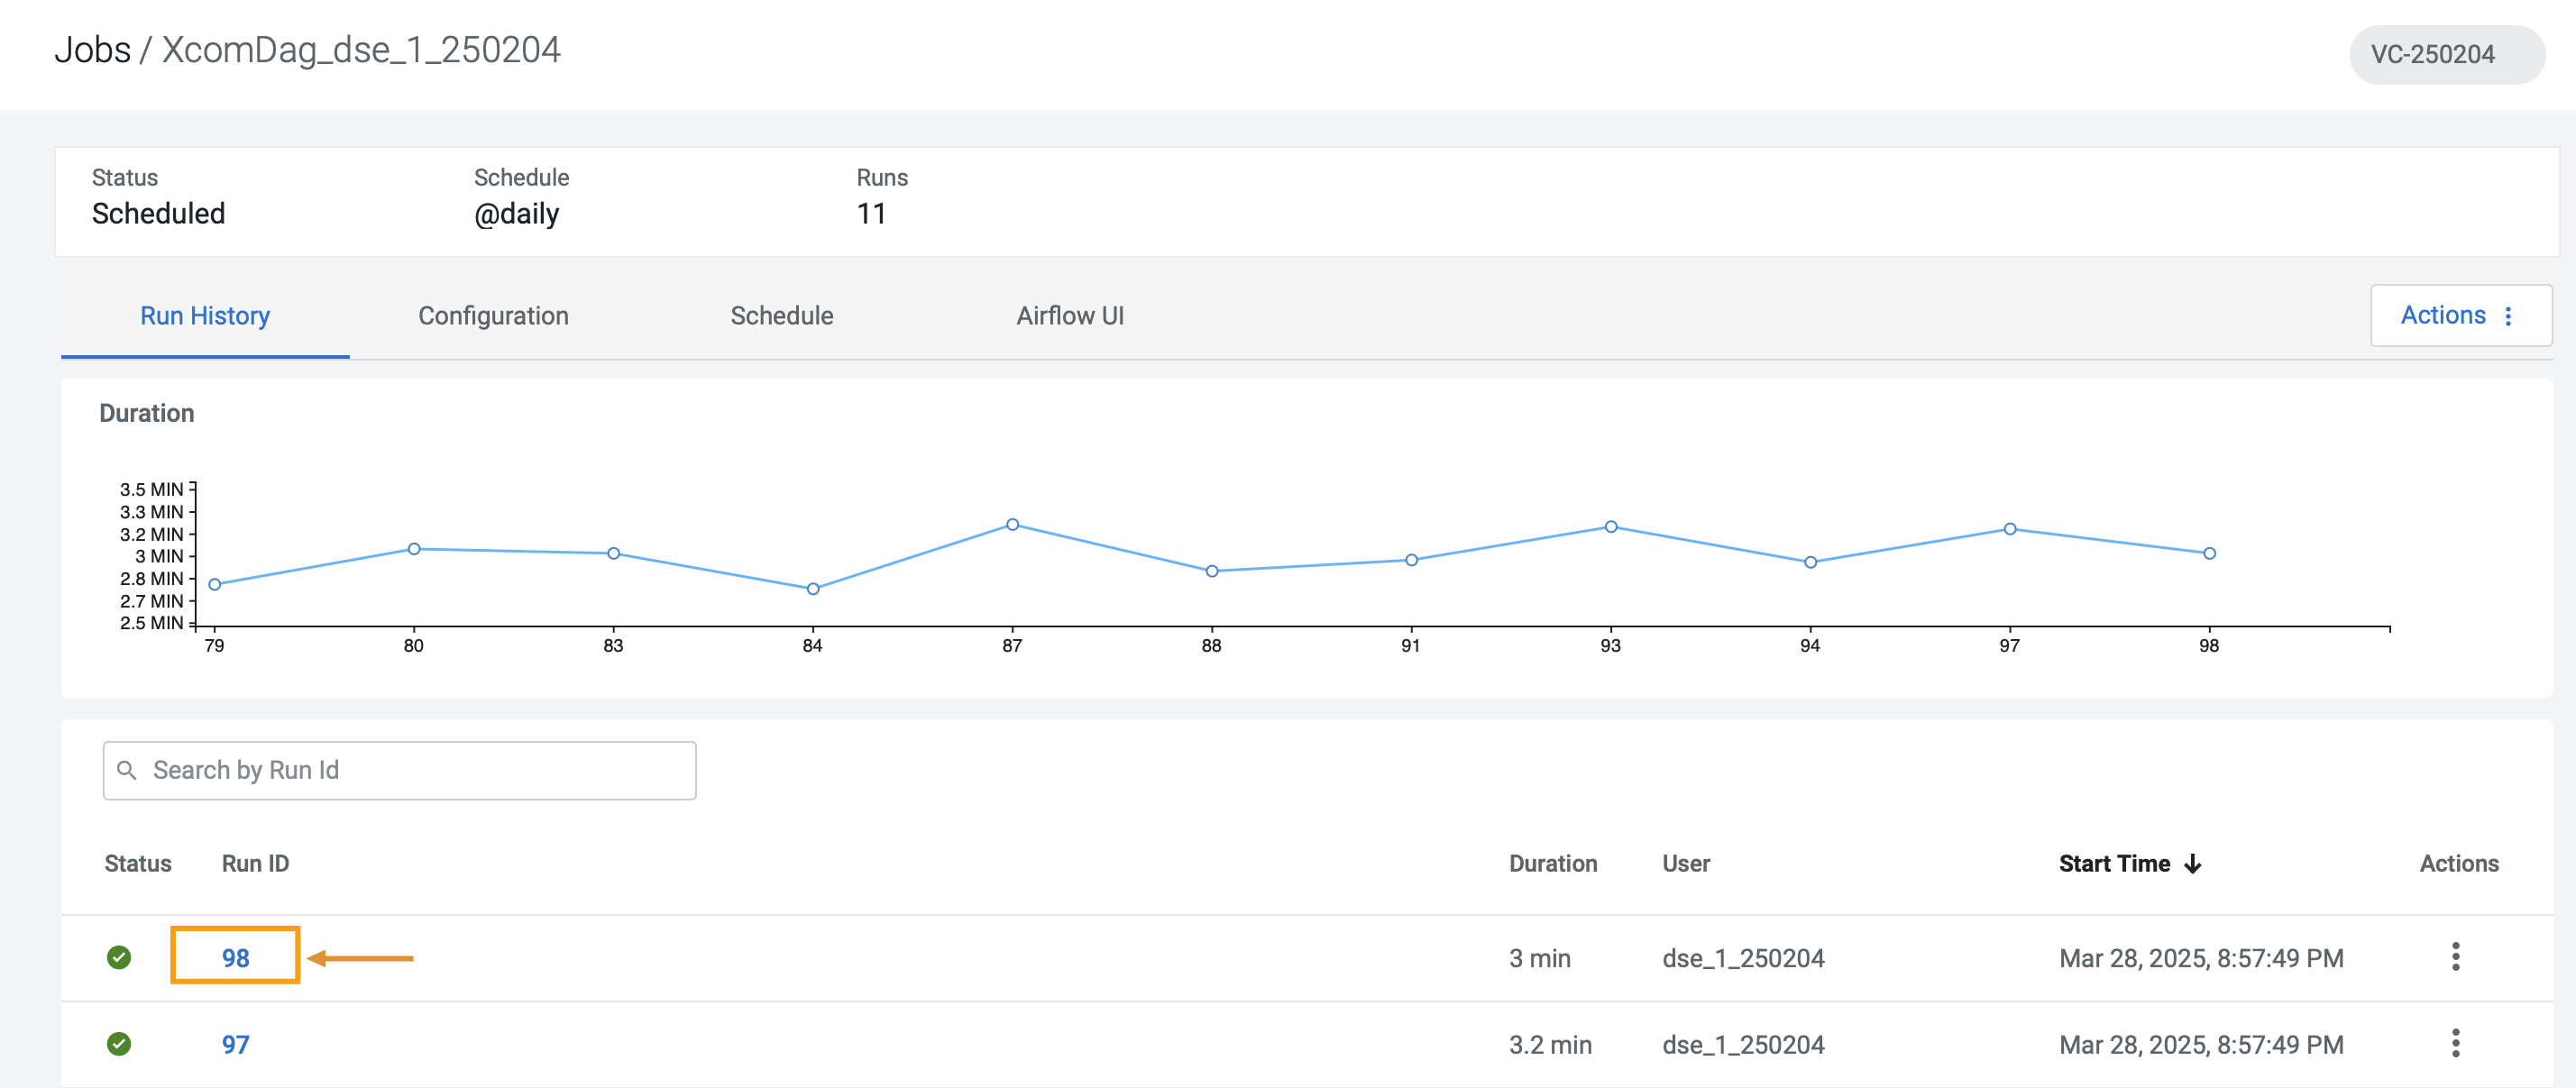 Jobs / XcomDag_dse_1_250204
VC-250204
Status
Schedule
Runs
Scheduled
@daily
11
Run History
Configuration
Schedule
Airflow UI
Actions
Duration
3.5 MIN
3.3 MIN
3.2 MIN
3 MIN
2.8 MIN
2.7 MIN
2.5 MIN
79 80 83 84 87 88 91 93 94 97 98
Search by Run Id
Status Run ID Duration User Start Time Actions
98 3 min dse_1_250204 Mar 28, 2025, 8:57:49 PM
97 3.2 min dse_1_250204 Mar 28, 2025, 8:57:49 PM